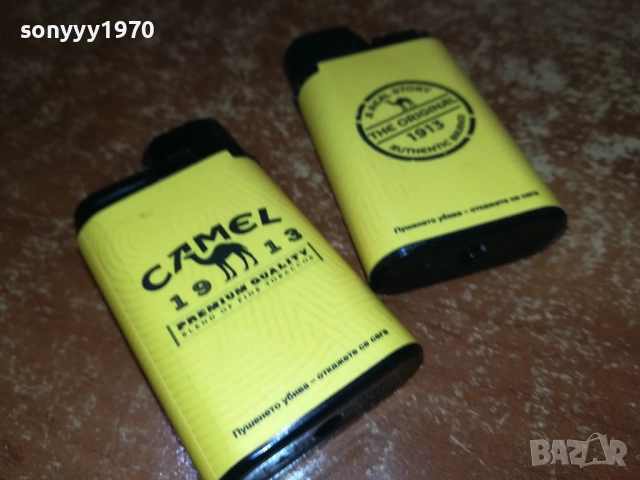 sonyyy1970
CAMEL
19 13
PREMIUM QUALITY
BLEND OF FINE TOBACCOS
Пушенето убива – откажете се сега
A REAL STORY
THE ORIGINAL
1913
AUTHENTIC BLEND
Пушенето убива – откажете се сега
BAZAR